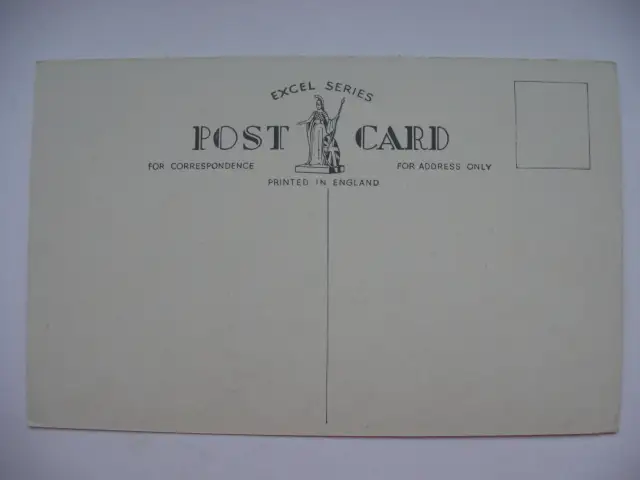 EXCEL SERIES
POST CARD
FOR CORRESPONDENCE FOR ADDRESS ONLY
PRINTED IN ENGLAND